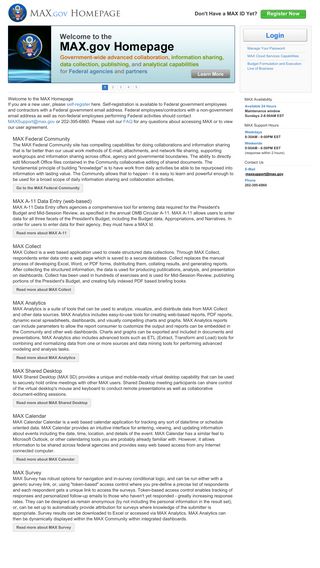 MAX.gov Homepage
Don't Have a MAX ID Yet?
Register Now
Welcome to the
MAX.gov Homepage
Government-wide advanced collaboration, information sharing,
data collection, publishing, and analytical capabilities
for Federal agencies and partners
Learn More
1 2 3 4 5 6 7 8
Welcome to the MAX Homepage
If you are a new user, please self-register here. Self-registration is available to Federal government employees
and contractors with a Federal government email address. Federal employees/contractors with a non-government
email address as well as non-federal employees performing Federal activities should contact
MAXSupport@max.gov or 202-395-6860. Please visit our FAQ for any questions about accessing MAX or to view
our user agreement.
MAX Federal Community
The MAX Federal Community site has compelling capabilities for doing collaborations and information sharing
that is far better than our usual work methods of E-mail, attachments, and network file sharing, supporting
workgroups and information sharing across office, agency and governmental boundaries. The ability to directly
edit Microsoft Office files contained in the Community enables collaborative editing of shared documents. The
fundamental principle of building "knowledge" is to have work from daily activities be able to be repurposed into
information with lasting value. The Community allows that to happen - it is easy to learn and powerful enough to
be used for a broad scope of daily information sharing and collaboration activities.
Go to the MAX Federal Community
MAX A-11 Data Entry (web-based)
MAX A-11 Data Entry offers agencies a comprehensive tool for entering data required for the President's
Budget and Mid-Session Review, as specified in the annual OMB Circular A-11. MAX A-11 allows users to enter
data for all three facets of the President's Budget, including the Budget data, Appropriations, and Narratives. In
order for users to enter data for their agency, they must have a MAX Id.
Read more about MAX A-11
MAX Collect
MAX Collect is a web based application used to create structured data collections. Through MAX Collect,
respondents enter data onto a web page which is saved to a secure database. Collect replaces the manual
process of developing Excel, Word, or PDF forms, distributing them, collating results, and generating reports.
After collecting the structured information, the data is used for producing publications, analysis, and presentation
on dashboards. Collect has been used in hundreds of exercises and is used for Mid-Session Review, publishing
portions of the President's Budget, and creating fully indexed PDF based briefing books
Read more about MAX Collect
MAX Analytics
MAX Analytics is a suite of tools that can be used to analyze, visualize, and distribute data from MAX Collect
and other data sources. MAX Analytics includes easy-to-use tools for creating web-based reports, PDF reports,
dynamic excel spreadsheets, dashboards, and visually compelling charts and graphs. MAX Analytics reports
can include parameters to allow the report consumer to customize the output and reports can be embedded in
the Community and other web dashboards. Charts and graphs can be exported and included in documents and
presentations. MAX Analytics also includes advanced tools such as ETL (Extract, Transform and Load) tools for
combining and normalizing data from one or more sources and data mining tools for performing advanced
modeling and analysis tasks.
Read more about MAX Analytics
MAX Shared Desktop
MAX Shared Desktop (MAX SD) provides a unique and mobile-ready virtual desktop capability that can be used
to securely hold online meetings with other MAX users. Shared Desktop meeting participants can share control
of the virtual desktop's mouse and keyboard to conduct remote presentations as well as collaborative
document-editing sessions.
Read more about MAX Shared Desktop
MAX Calendar
MAX Calendar Calendar is a web based calendar application for tracking any sort of date/time or schedule
oriented data. MAX Calendar provides an intuitive interface for entering, viewing, and updating information
about events including the date, time, location, and details of the event. MAX Calendar has a similar feel to
Microsoft Outlook, or other calendaring tools you are probably already familiar with. However, it allows
information to be shared across federal agencies and provides easy web based access from any Internet
connected computer.
Read more about MAX Calendar
MAX Survey
MAX Survey has robust options for navigation and in-survey conditional logic, and can be run either with a
generic survey link, or, using "token-based" access control where you pre-define a precise list of respondents
and each respondent gets a unique link to access the surveys. Token-based access control enables tracking of
responses and personalized follow-up emails to those who haven't yet responded - greatly increasing response
rates. They can be designed as remain anonymous (by not including the personal information in the result set),
or, can be set up to automatically provide attribution for surveys where knowledge of the submitter is
appropriate. Survey results can be downloaded to Excel or accessed via MAX Analytics. MAX Analytics can
then be dynamically displayed within the MAX Community within integrated dashboards.
Read more about MAX Survey
Login
Manage Your Password
MAX Cloud Services Capabilities
Budget Formulation and Execution
Line of Business
MAX Availability
Available 24 Hours
Maintenance window
Sundays 2-8:30AM EST
MAX Support Hours
Weekdays
8:30AM - 9:00PM EST
Weekends
9:00AM - 9:00PM EST
(response within 2 hours)
Contact Us
E-Mail
maxsupport@max.gov
Phone
202-395-6860